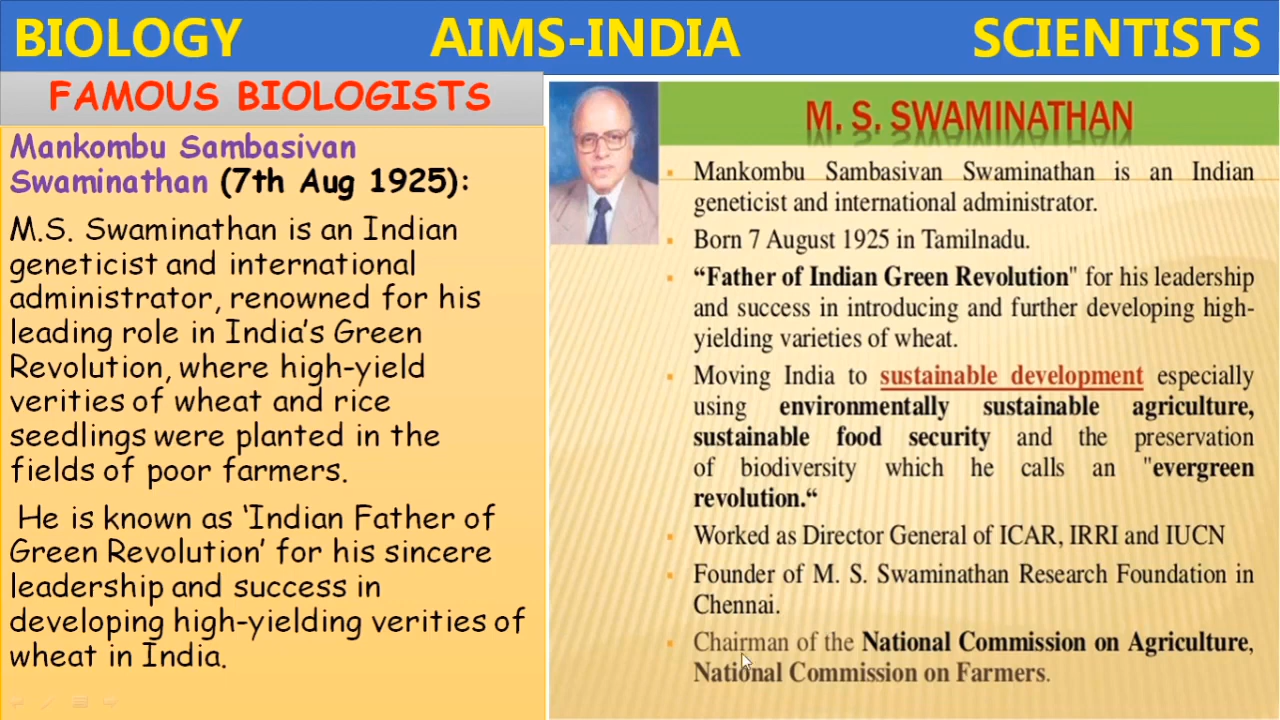 BIOLOGY AIMS-INDIA SCIENTISTS
FAMOUS BIOLOGISTS
Mankombu Sambasivan
Swaminathan (7th Aug 1925):
M.S. Swaminathan is an Indian
geneticist and international
administrator, renowned for his
leading role in India’s Green
Revolution, where high-yield
verities of wheat and rice
seedlings were planted in the
fields of poor farmers.
He is known as ‘Indian Father of
Green Revolution’ for his sincere
leadership and success in
developing high-yielding verities of
wheat in India.
M. S. SWAMINATHAN
Mankombu Sambasivan Swaminathan is an Indian
geneticist and international administrator.
Born 7 August 1925 in Tamilnadu.
“Father of Indian Green Revolution" for his leadership
and success in introducing and further developing high-
yielding varieties of wheat.
Moving India to sustainable development especially
using environmentally sustainable agriculture,
sustainable food security and the preservation
of biodiversity which he calls an "evergreen
revolution.“
Worked as Director General of ICAR, IRRI and IUCN
Founder of M. S. Swaminathan Research Foundation in
Chennai.
Chairman of the National Commission on Agriculture,
National Commission on Farmers.